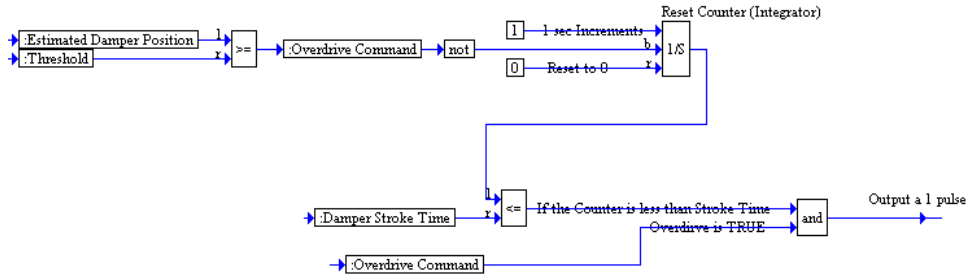 Reset Counter (Integrator)
:Estimated Damper Position
l
:Threshold
r
>=
:Overdrive Command
not
1
1 sec Increments
b
1/S
0
Reset to 0
r
l
r
<=
:Damper Stroke Time
If the Counter is less than Stroke Time
Overdirve is TRUE
and
Output a 1 pulse
:Overdrive Command